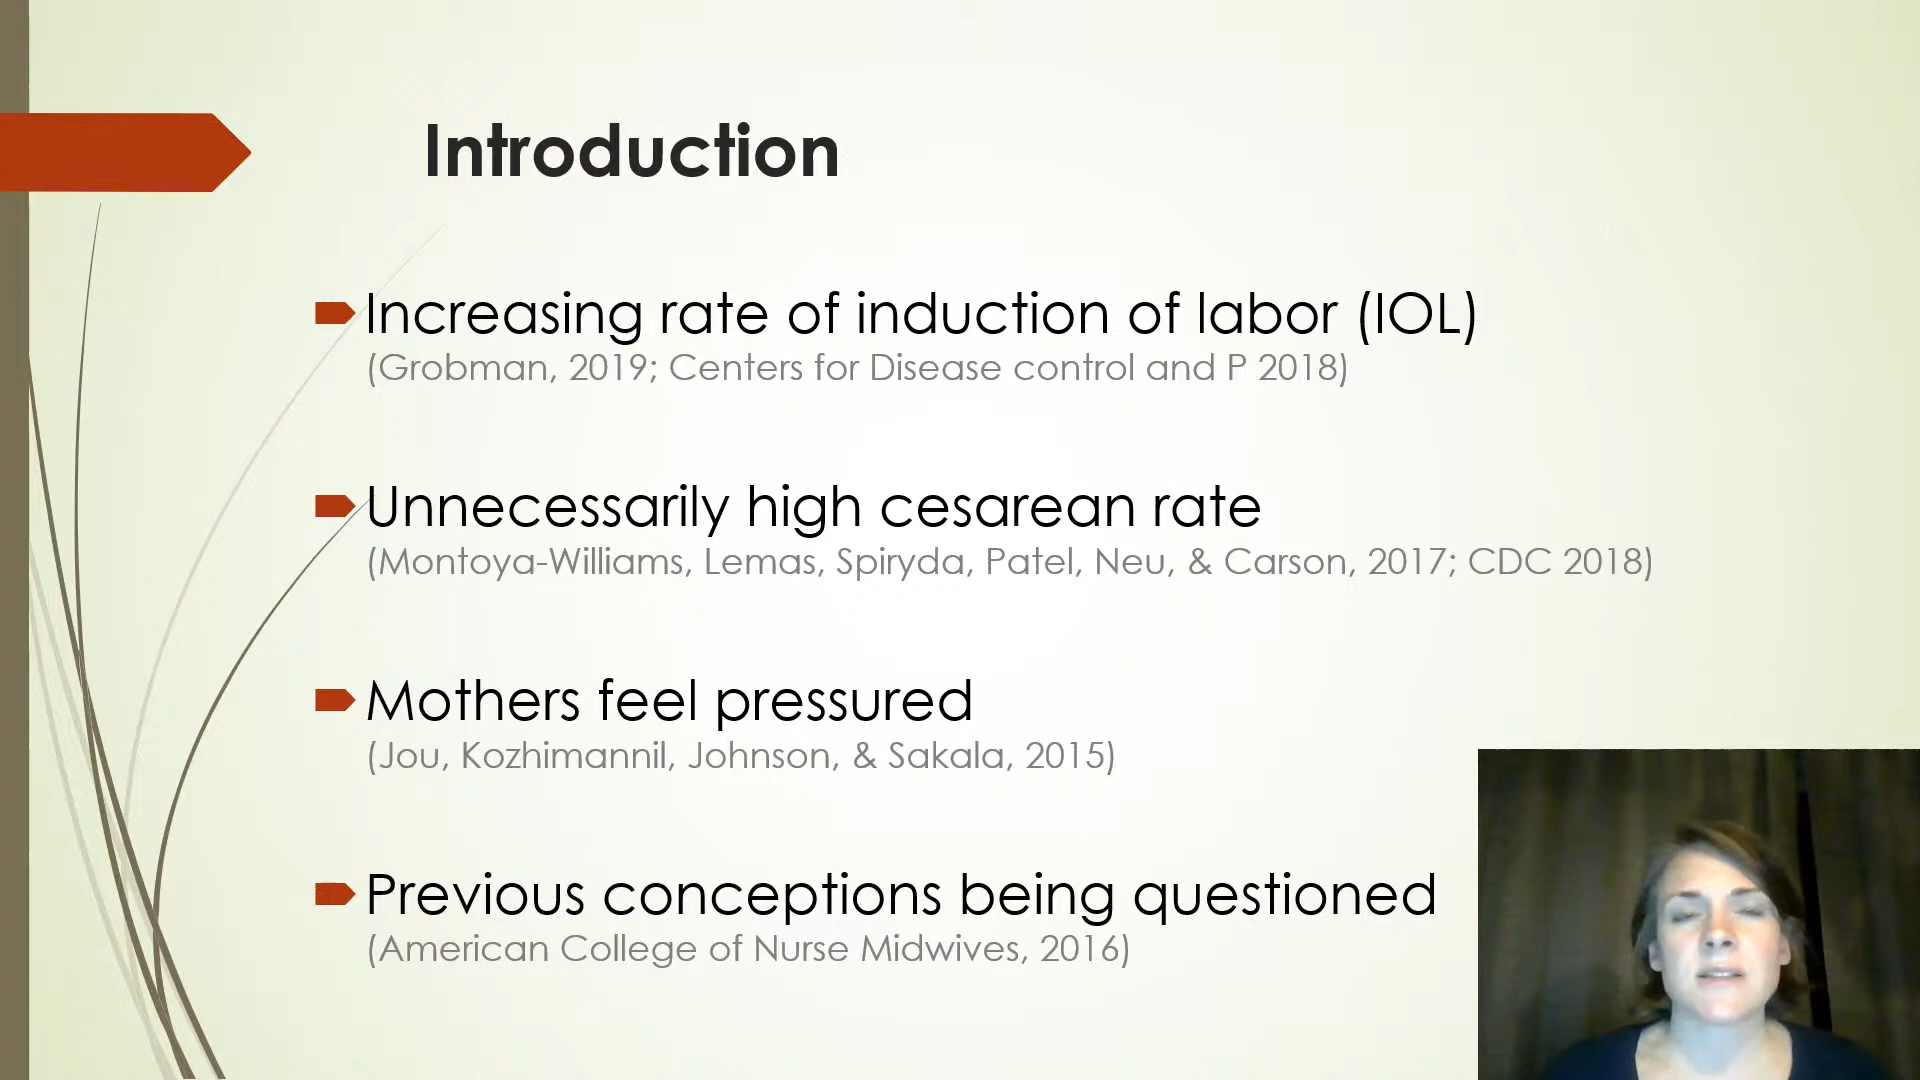 Introduction
Increasing rate of induction of labor (IOL)
(Grobman, 2019; Centers for Disease control and P 2018)
Unnecessarily high cesarean rate
(Montoya-Williams, Lemas, Spiryda, Patel, Neu, & Carson, 2017; CDC 2018)
Mothers feel pressured
(Jou, Kozhimannil, Johnson, & Sakala, 2015)
Previous conceptions being questioned
(American College of Nurse Midwives, 2016)